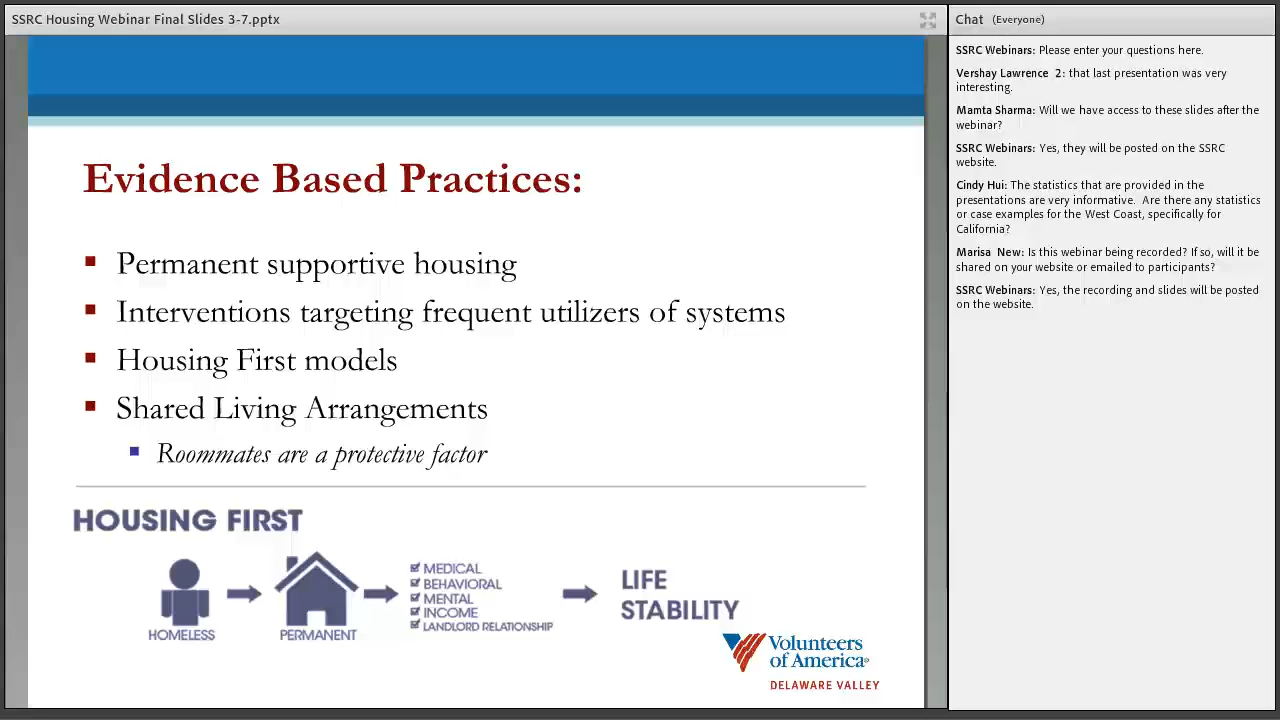 SSRC Housing Webinar Final Slides 3-7.pptx
Evidence Based Practices:
Permanent supportive housing
Interventions targeting frequent utilizers of systems
Housing First models
Shared Living Arrangements
Roommates are a protective factor
HOUSING FIRST
HOMELESS
PERMANENT
MEDICAL
BEHAVIORAL
MENTAL
INCOME
LANDLORD RELATIONSHIP
LIFE
STABILITY
Volunteers
of America®
DELAWARE VALLEY
Chat (Everyone)
SSRC Webinars: Please enter your questions here.
Vershay Lawrence 2: that last presentation was very
interesting.
Mamta Sharma: Will we have access to these slides after the
webinar?
SSRC Webinars: Yes, they will be posted on the SSRC
website.
Cindy Hui: The statistics that are provided in the
presentations are very informative. Are there any statistics
or case examples for the West Coast, specifically for
California?
Marisa New: Is this webinar being recorded? If so, will it be
shared on your website or emailed to participants?
SSRC Webinars: Yes, the recording and slides will be posted
on the website.